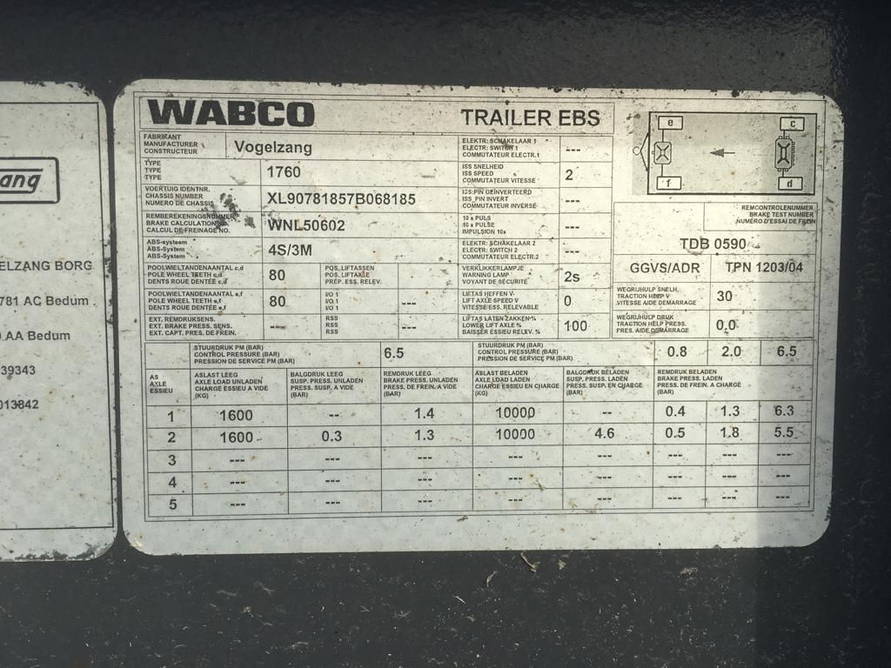 ang
ELZANG BORG
781 AC Bedum
AA Bedum
39343
013842
WABCO TRAILER EBS
FABRIKANT
MANUFACTURER
CONSTRUCTEUR
Vogelzang
ELEKTR. SCHAKELAAR 1
ELECTR. SWITCH 1
COMMUTATEUR ELECTR.1
---
TYPE
TYPE
TYPE
1760
ISS SNELHEID
ISS SPEED
COMMUTATEUR VITESSE
2
VOERTUIG IDENTNR.
CHASSIS NUMBER
NUMERO DE CHASSIS
XL90781857B068185
ISS_PIN GEINVERTEERD
ISS_PIN INVERT
COMMUTATEUR INVERSE
---
REMBEREKENINGSNUMMER
BRAKE CALCULATION
CALCUL DE FREINAGE NO.
WNL50602
10 x PULS
10 x PULSE
IMPULSION 10x
---
ABS-systeem
ABS-System
ABS-System
4S/3M
ELEKTR. SCHAKELAAR 2
ELECTR. SWITCH 2
COMMUTATEUR ELECTR.2
---
POOLWIELTANDENAANTAL c,d
POLE WHEEL TEETH c,d
DENTS ROUE DENTÉE c,d
80
POS. LIFTASSEN
POS. LIFTAXLE
PREP. ESS. RELEV.
VERKLIKKERLAMPJE
WARNING LAMP
VOYANT DE SÉCURITÉ
2s
POOLWIELTANDENAANTAL e,f
POLE WHEEL TEETH e,f
DENTS ROUE DENTÉE e,f
80
I/O 1
I/O 1
I/O 1
---
LIFTAS HEFFEN V
LIFT AXLE SPEED V
VITESSE ESS. RELEVABLE
0
EXT. REMDRUKSENS.
EXT. BRAKE PRESS. SENS.
EXT. CAPT. PRES. DE FREIN.
---
RSS
RSS
RSS
---
LIFTAS LATEN ZAKKEN %
LOWER LIFT AXLE %
BAISSER ESSIEU RELEV. %
100
e c
f d
REMCONTROLENUMMER
BRAKE TEST NUMBER
NUMÉRO D'ESSAI DE FREIN
TDB 0590
GGVS/ADR TPN 1203/04
WEGRIJHULP SNELH.
TRACTION HELP V
VITESSE AIDE DEMARRAGE
30
WEGRIJHULP DRUK
TRACTION HELP PRESS.
PRES. AIDE DÉMARRAGE
0.0
STUURDRUK PM (BAR)
CONTROL PRESSURE PM (BAR)
PRESSION DE SERVICE PM (BAR)
6.5
STUURDRUK PM (BAR)
CONTROL PRESSURE PM (BAR)
PRESSION DE SERVICE PM (BAR)
0.8 2.0 6.5
AS
AXLE
ESSIEU
ASLAST LEEG
AXLE LOAD UNLADEN
CHARGE ESSIEU A VIDE
(KG)
BALGDRUK LEEG
SUSP. PRESS. UNLADEN
PRESS. SUSP. A VIDE
(BAR)
REMDRUK LEEG
BRAKE PRESS. UNLADEN
PRESS. DE FREIN. A VIDE
(BAR)
ASLAST BELADEN
AXLE LOAD LADEN
CHARGE ESSIEU EN CHARGE
(KG)
BALGDRUK BELADEN
SUSP. PRESS. LADEN
PRESS. SUSP. EN CHARGE
(BAR)
REMDRUK BELADEN
BRAKE PRESS. LADEN
PRESS. DE FREIN. A CHARGE
(BAR)
1 1600 -- 1.4 10000 -- 0.4 1.3 6.3
2 1600 0.3 1.3 10000 4.6 0.5 1.8 5.5
3 --- --- --- --- --- --- --- ---
4 --- --- --- --- --- --- --- ---
5 --- --- --- --- --- --- --- ---